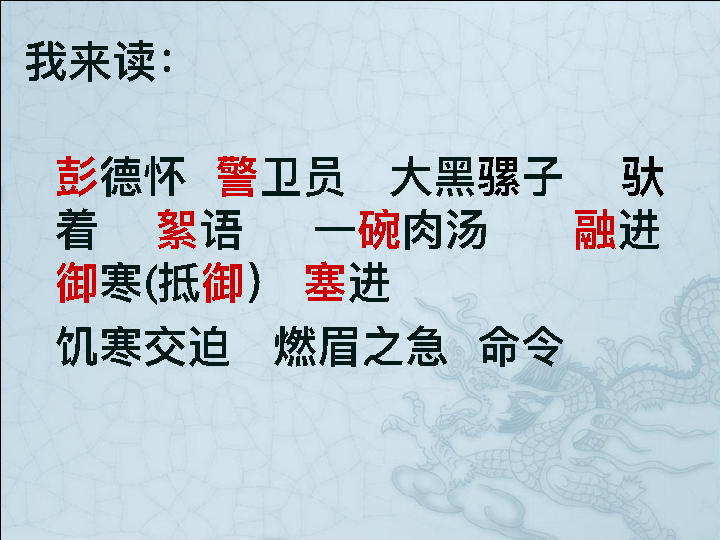 我来读：
彭德怀 警卫员 大黑骡子 驮
着 絮语 一碗肉汤 融进
御寒(抵御） 塞进
饥寒交迫 燃眉之急 命令